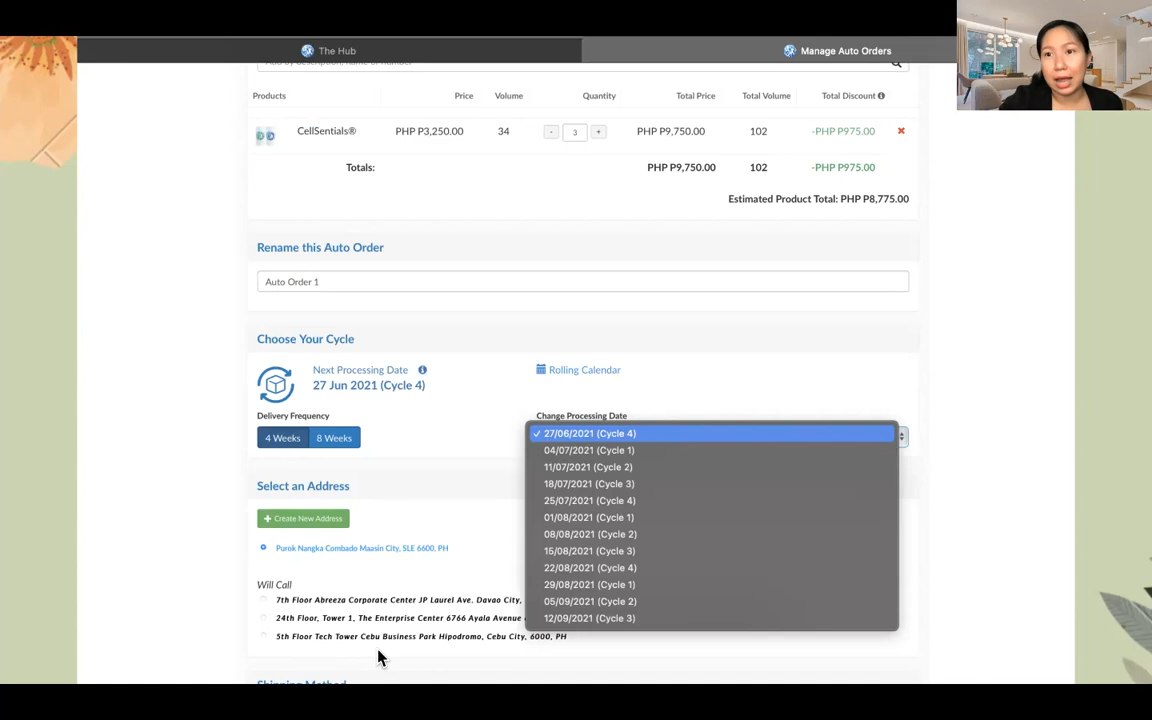 The Hub
Manage Auto Orders
Products Price Volume Quantity Total Price Total Volume Total Discount
CellSentials® PHP P3,250.00 34 - 3 + PHP P9,750.00 102 -PHP P975.00
Totals: PHP P9,750.00 102 -PHP P975.00
Estimated Product Total: PHP P8,775.00
Rename this Auto Order
Auto Order 1
Choose Your Cycle
Next Processing Date
27 Jun 2021 (Cycle 4)
Rolling Calendar
Delivery Frequency
4 Weeks 8 Weeks
Change Processing Date
✓ 27/06/2021 (Cycle 4)
04/07/2021 (Cycle 1)
11/07/2021 (Cycle 2)
18/07/2021 (Cycle 3)
25/07/2021 (Cycle 4)
01/08/2021 (Cycle 1)
08/08/2021 (Cycle 2)
15/08/2021 (Cycle 3)
22/08/2021 (Cycle 4)
29/08/2021 (Cycle 1)
05/09/2021 (Cycle 2)
12/09/2021 (Cycle 3)
Select an Address
+ Create New Address
Purok Nangka Combado Maasin City, SLE 6600, PH
Will Call
7th Floor Abreeza Corporate Center JP Laurel Ave. Davao City,
24th Floor, Tower 1, The Enterprise Center 6766 Ayala Avenue
5th Floor Tech Tower Cebu Business Park Hipodromo, Cebu City, 6000, PH
Shipping Method